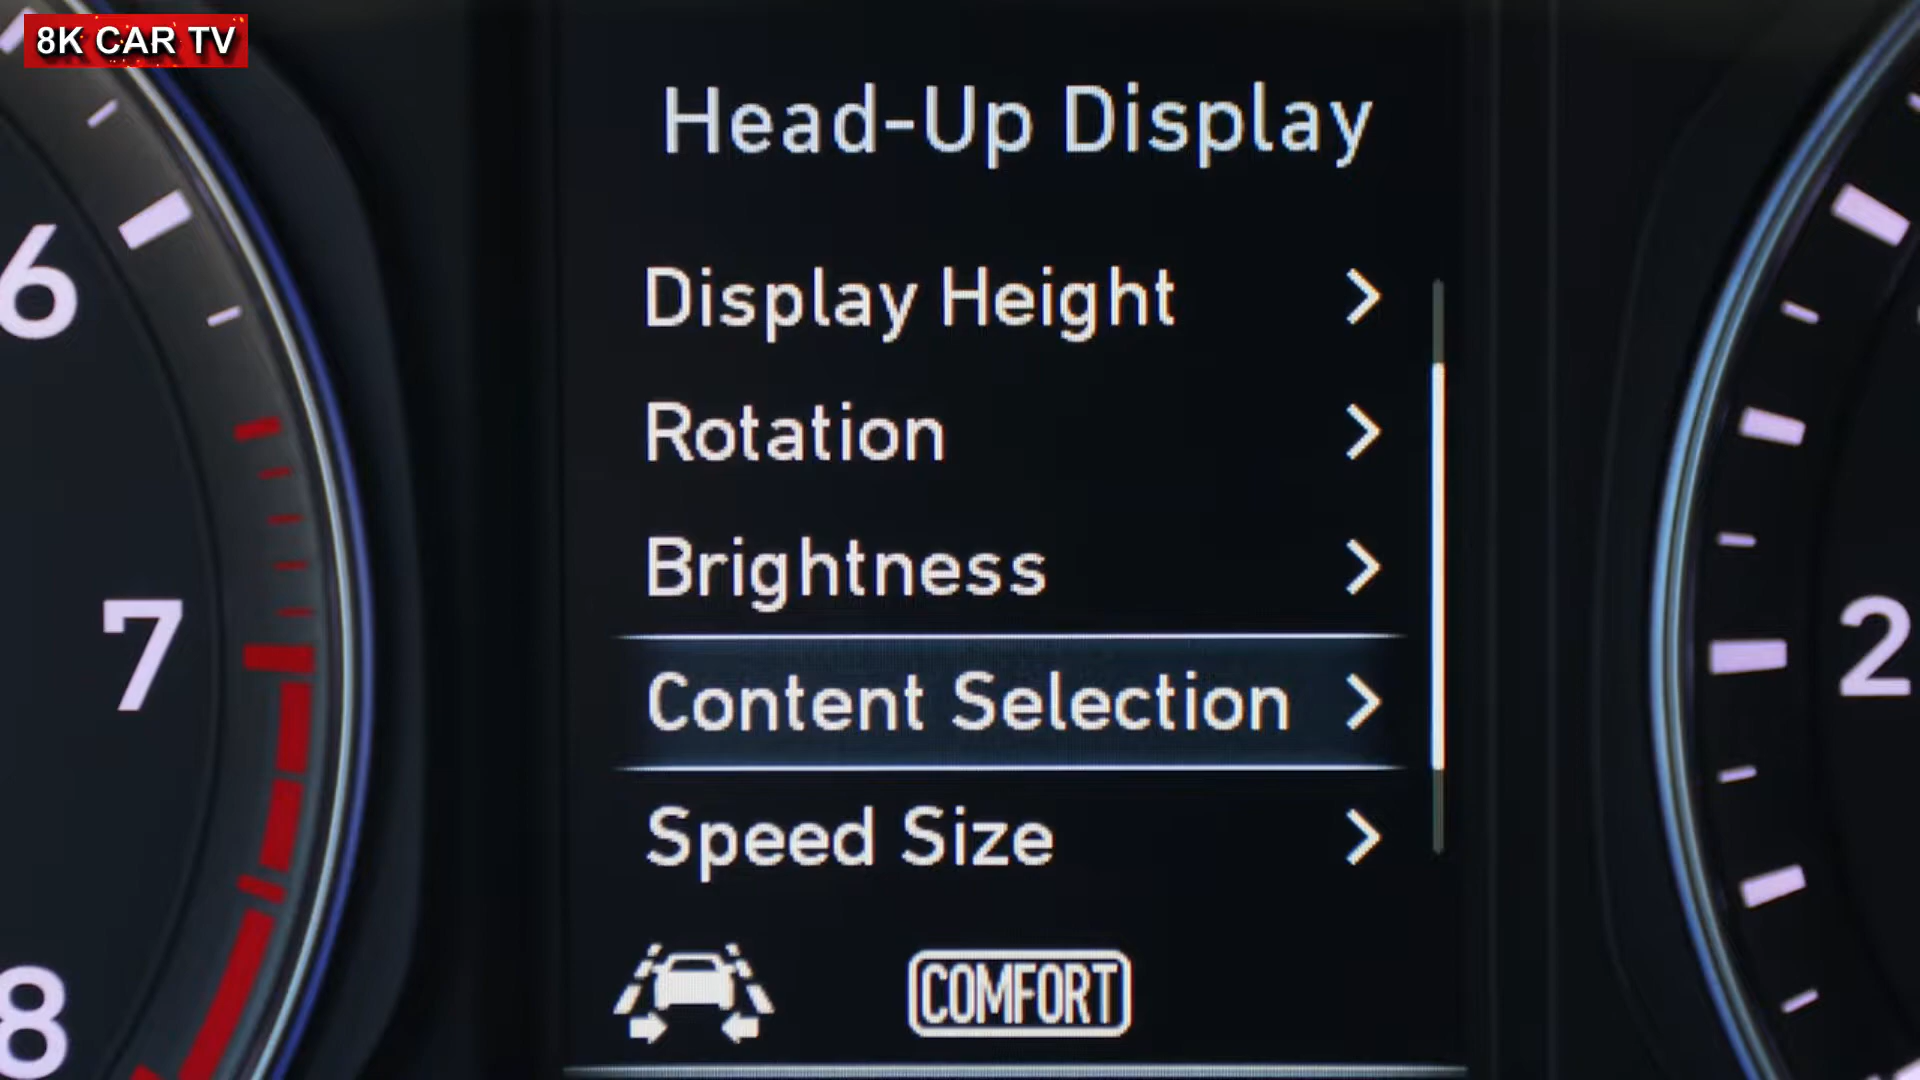 8K CAR TV
Head-Up Display
Display Height
Rotation
Brightness
Content Selection
Speed Size
COMFORT
6
7
8
2